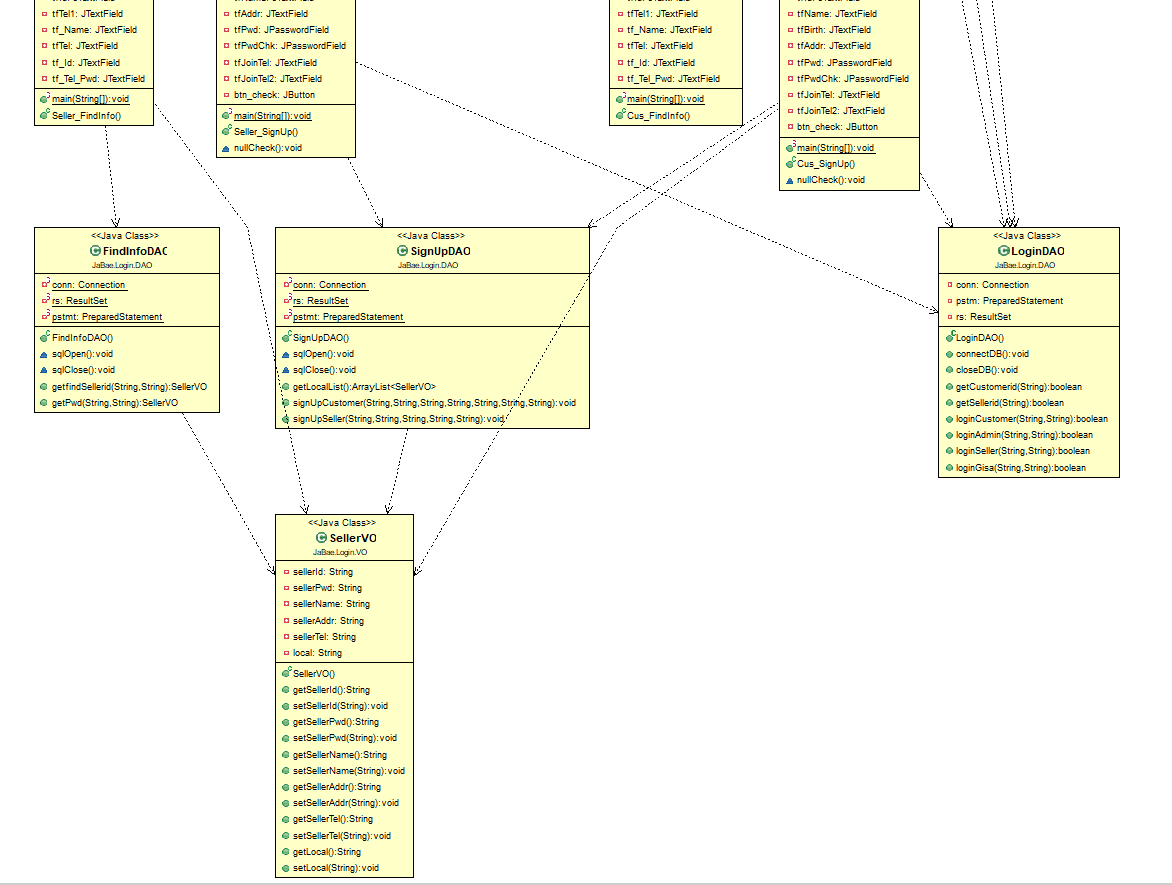 tfTel1: JTextField
tf_Name: JTextField
tfTel: JTextField
tf_Id: JTextField
tf_Tel_Pwd: JTextField
main(String[]):void
Seller_FindInfo()
tfAddr: JTextField
tfPwd: JPasswordField
tfPwdChk: JPasswordField
tfJoinTel: JTextField
tfJoinTel2: JTextField
btn_check: JButton
main(String[]):void
Seller_SignUp()
nullCheck():void
tfTel1: JTextField
tf_Name: JTextField
tfTel: JTextField
tf_Id: JTextField
tf_Tel_Pwd: JTextField
main(String[]):void
Cus_FindInfo()
tfName: JTextField
tfBirth: JTextField
tfAddr: JTextField
tfPwd: JPasswordField
tfPwdChk: JPasswordField
tfJoinTel: JTextField
tfJoinTel2: JTextField
btn_check: JButton
main(String[]):void
Cus_SignUp()
nullCheck():void
<<Java Class>>
FindInfoDAO
JaBae.Login.DAO
conn: Connection
rs: ResultSet
pstmt: PreparedStatement
FindInfoDAO()
sqlOpen():void
sqlClose():void
getfindSellerid(String,String):SellerVO
getPwd(String,String):SellerVO
<<Java Class>>
SignUpDAO
JaBae.Login.DAO
conn: Connection
rs: ResultSet
pstmt: PreparedStatement
SignUpDAO()
sqlOpen():void
sqlClose():void
getLocalList():ArrayList<SellerVO>
signUpCustomer(String,String,String,String,String,String,String):void
signUpSeller(String,String,String,String,String):void
<<Java Class>>
LoginDAO
JaBae.Login.DAO
conn: Connection
pstm: PreparedStatement
rs: ResultSet
LoginDAO()
connectDB():void
closeDB():void
getCustomerid(String):boolean
getSellerid(String):boolean
loginCustomer(String,String):boolean
loginAdmin(String,String):boolean
loginSeller(String,String):boolean
loginGisa(String,String):boolean
<<Java Class>>
SellerVO
JaBae.Login.VO
sellerId: String
sellerPwd: String
sellerName: String
sellerAddr: String
sellerTel: String
local: String
SellerVO()
getSellerId():String
setSellerId(String):void
getSellerPwd():String
setSellerPwd(String):void
getSellerName():String
setSellerName(String):void
getSellerAddr():String
setSellerAddr(String):void
getSellerTel():String
setSellerTel(String):void
getLocal():String
setLocal(String):void